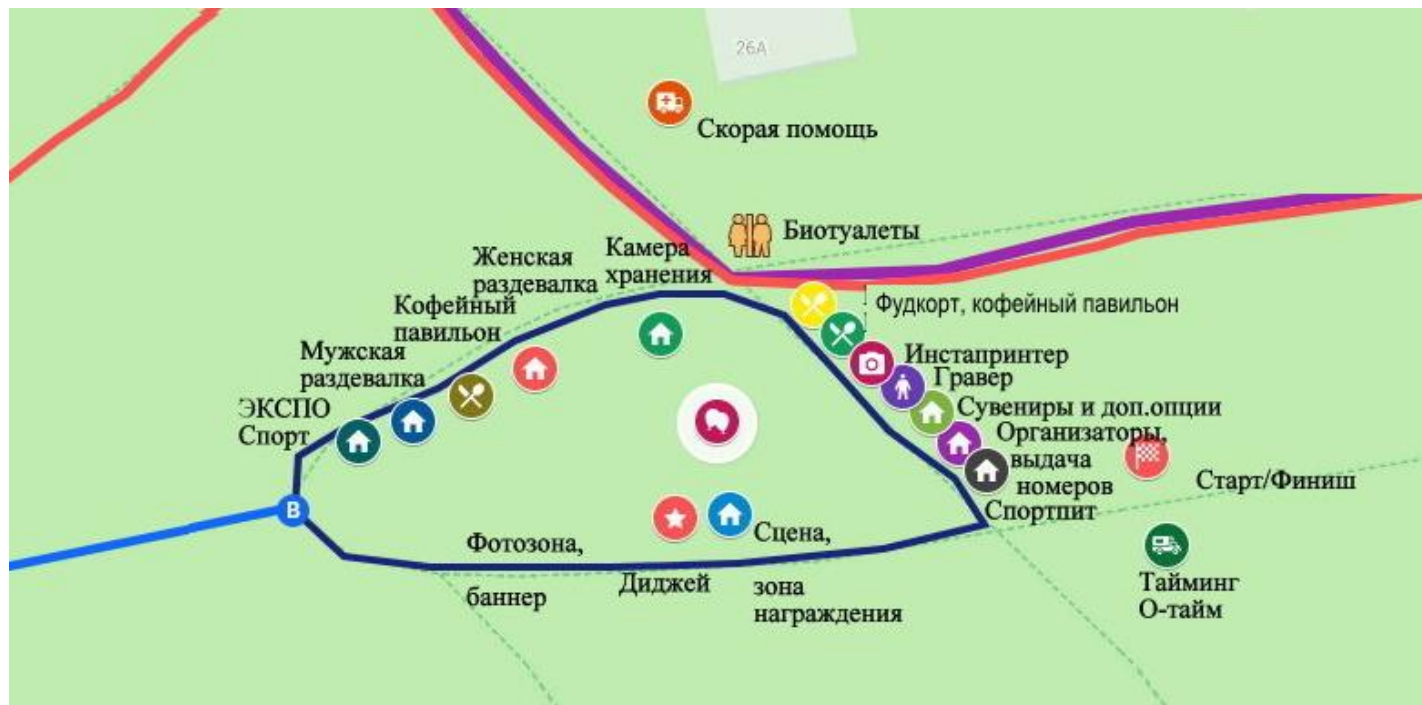 26А
Скорая помощь
Биотуалеты
Камера
хранения
Женская
раздевалка
Кофейный
павильон
Мужская
раздевалка
ЭКСПО
Спорт
Фудкорт, кофейный павильон
Инстапринтер
Гравер
Сувениры и доп.опции
Организаторы,
выдача
номеров
Спортпит
Старт/Финиш
B
Фотозона,
баннер
Диджей
Сцена,
зона
награждения
Тайминг
О-тайм